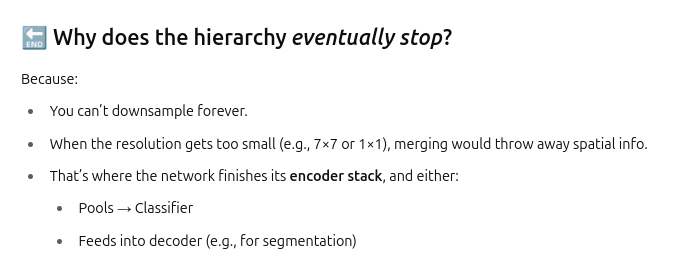 🔚 Why does the hierarchy eventually stop?
Because:
• You can’t downsample forever.
• When the resolution gets too small (e.g., 7×7 or 1×1), merging would throw away spatial info.
• That’s where the network finishes its encoder stack, and either:
• Pools → Classifier
• Feeds into decoder (e.g., for segmentation)